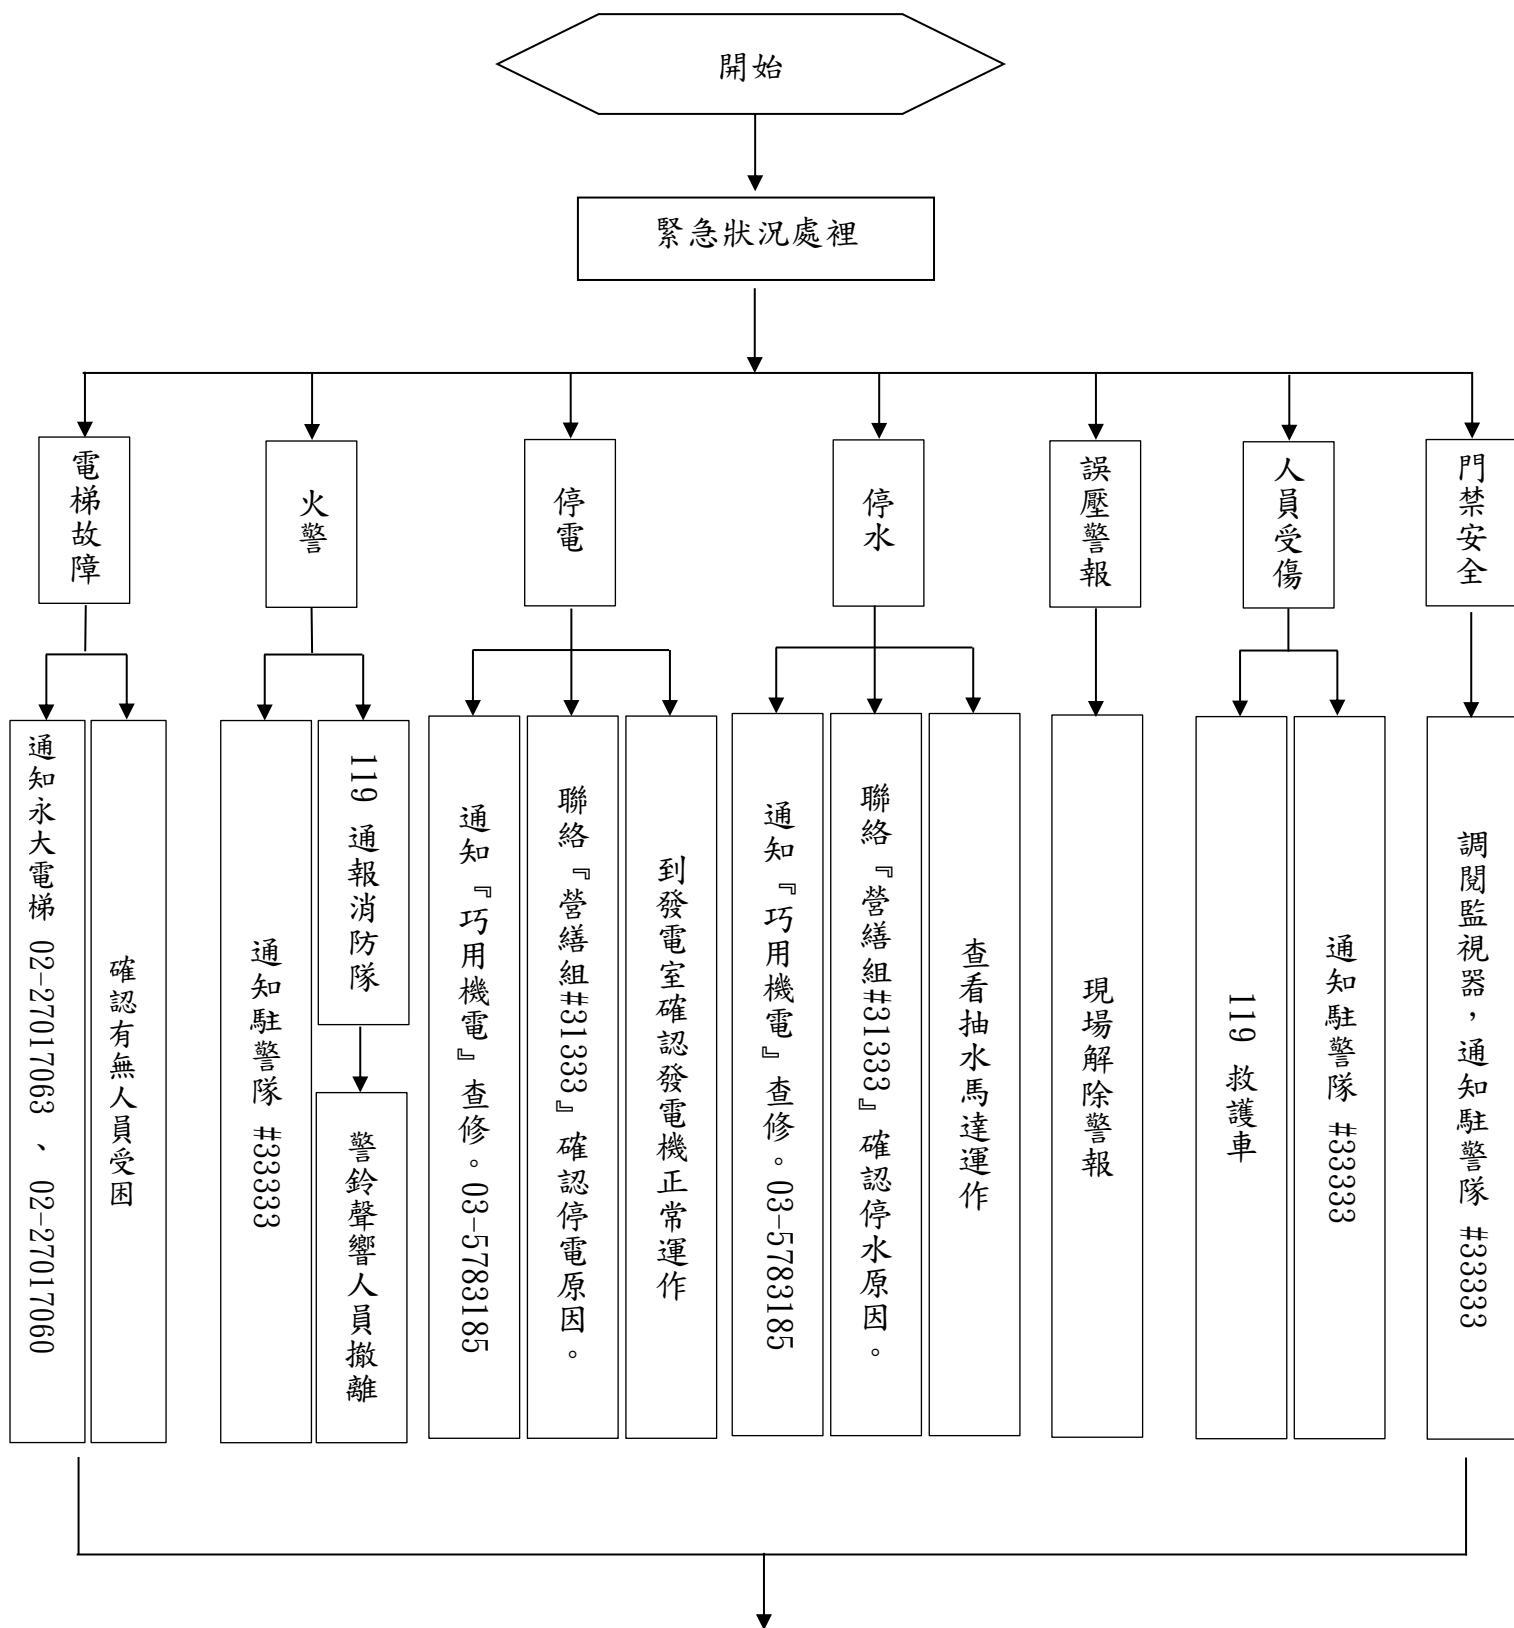 開始
緊急狀況處裡
電梯故障
火警
停電
停水
誤壓警報
人員受傷
門禁安全
通知永大電梯 02-27017063 、 02-27017060
確認有無人員受困
通知駐警隊 #33333
119 通報消防隊
警鈴聲響人員撤離
通知『巧用機電』查修。03-5783185
聯絡『營繕組#31333』確認停電原因。
到發電室確認發電機正常運作
通知『巧用機電』查修。03-5783185
聯絡『營繕組#31333』確認停水原因。
查看抽水馬達運作
現場解除警報
119 救護車
通知駐警隊 #33333
調閱監視器，通知駐警隊 #33333